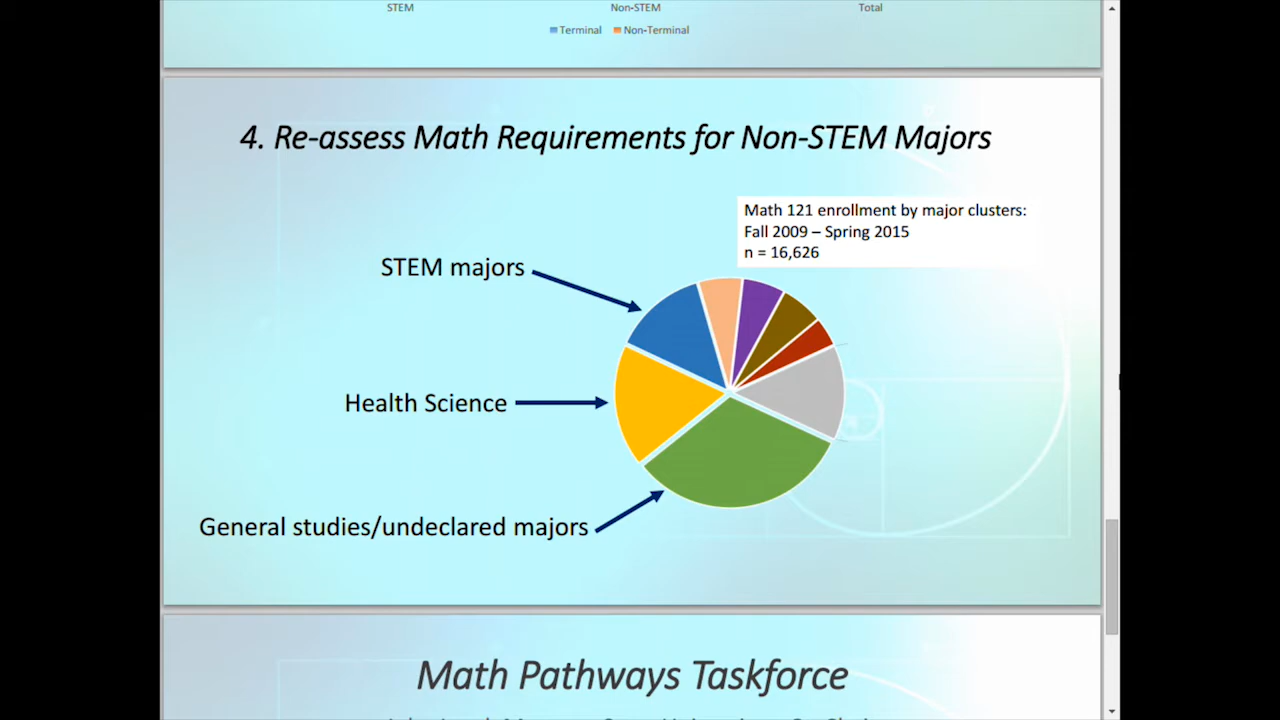 STEM Non-STEM Total
Terminal Non-Terminal
4. Re-assess Math Requirements for Non-STEM Majors
Math 121 enrollment by major clusters:
Fall 2009 – Spring 2015
n = 16,626
STEM majors
Health Science
General studies/undeclared majors
Math Pathways Taskforce